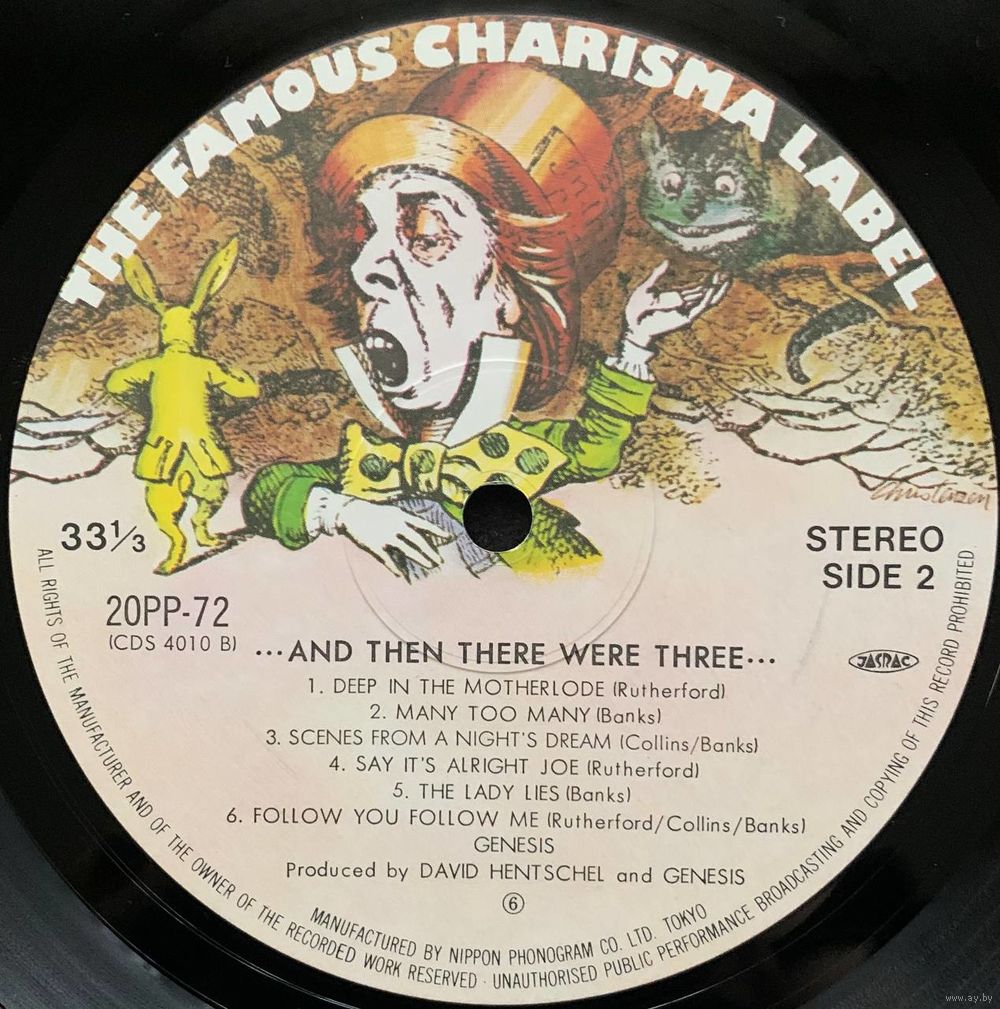 THE FAMOUS CHARISMA LABEL
Christensen
33⅓
STEREO
SIDE 2
20PP-72
(CDS 4010 B)
...AND THEN THERE WERE THREE...
JASRAC
1. DEEP IN THE MOTHERLODE (Rutherford)
2. MANY TOO MANY (Banks)
3. SCENES FROM A NIGHT'S DREAM (Collins/Banks)
4. SAY IT'S ALRIGHT JOE (Rutherford)
5. THE LADY LIES (Banks)
6. FOLLOW YOU FOLLOW ME (Rutherford/Collins/Banks)
GENESIS
Produced by DAVID HENTSCHEL and GENESIS
⑥
MANUFACTURED BY NIPPON PHONOGRAM CO. LTD. TOKYO
ALL RIGHTS OF THE MANUFACTURER AND OF THE OWNER OF THE RECORDED WORK RESERVED · UNAUTHORISED PUBLIC PERFORMANCE BROADCASTING AND COPYING OF THIS RECORD PROHIBITED.
www.ay.by